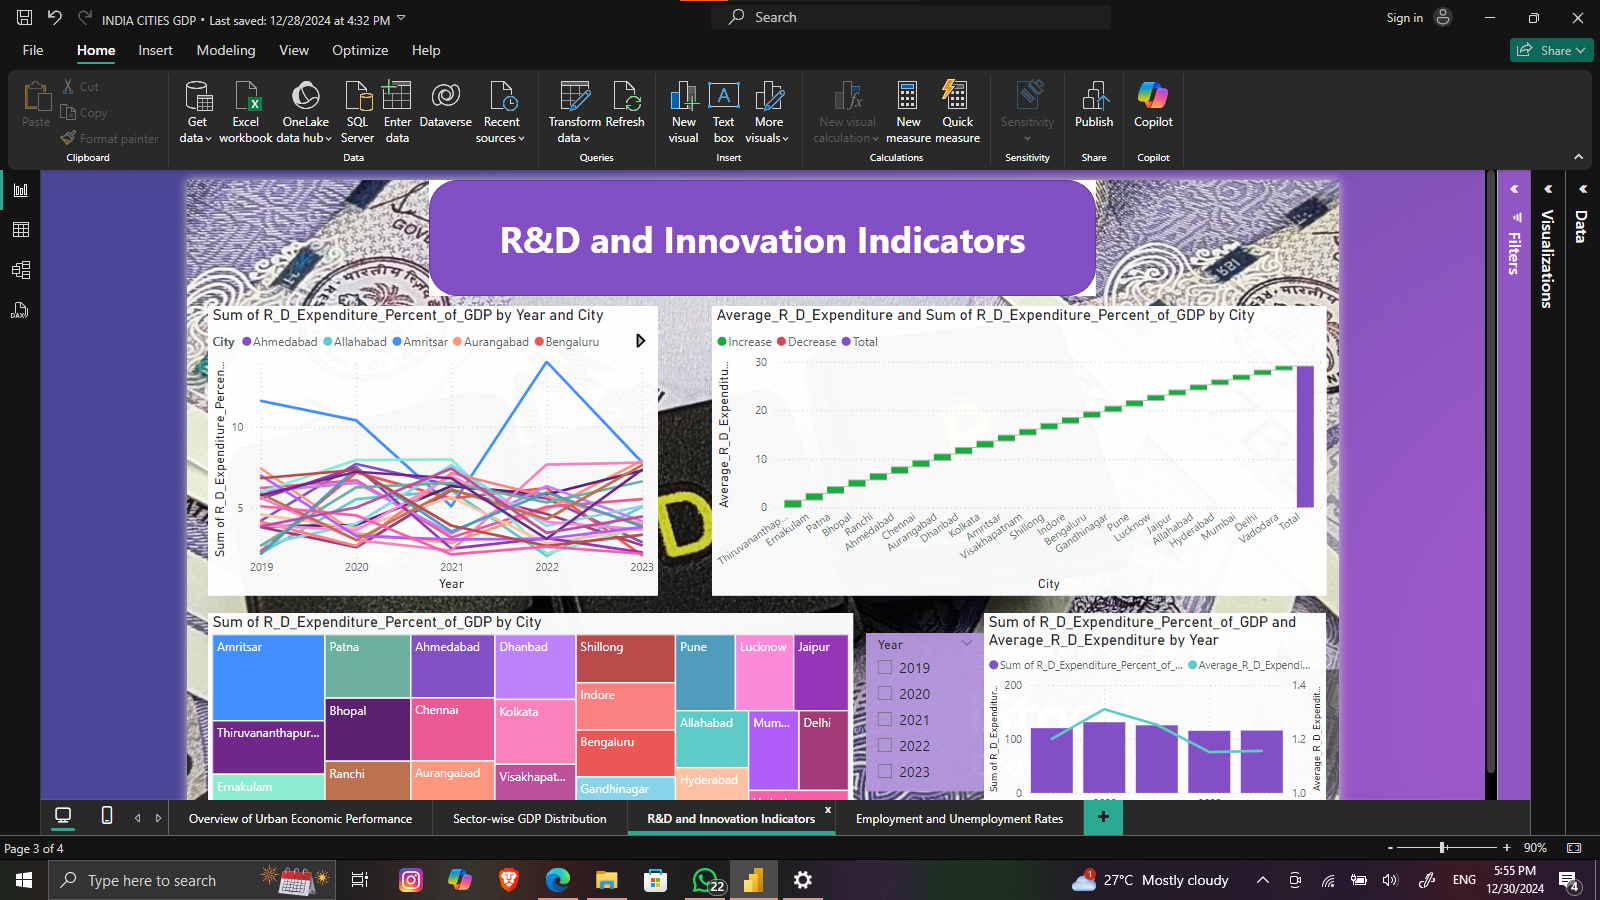 INDIA CITIES GDP • Last saved: 12/28/2024 at 4:32 PM
Search
Sign in
File
Home
Insert
Modeling
View
Optimize
Help
Share
Paste
Cut
Copy
Format painter
Clipboard
Get data
Excel workbook
OneLake data hub
SQL Server
Enter data
Dataverse
Recent sources
Data
Transform data
Refresh
Queries
New visual
Text box
More visuals
Insert
New visual calculation
New measure
Quick measure
Calculations
Sensitivity
Sensitivity
Publish
Share
Copilot
Copilot
R&D and Innovation Indicators
Filters
Visualizations
Data
Sum of R_D_Expenditure_Percent_of_GDP by Year and City
City Ahmedabad Allahabad Amritsar Aurangabad Bengaluru
Sum of R_D_Expenditure_Percen...
10
5
2019 2020 2021 2022 2023
Year
Average_R_D_Expenditure and Sum of R_D_Expenditure_Percent_of_GDP by City
Increase Decrease Total
Average_R_D_Expenditu...
30
20
10
0
Thiruvananthap...
Ernakulam
Patna
Bhopal
Ranchi
Ahmedabad
Chennai
Aurangabad
Dhanbad
Kolkata
Amritsar
Visakhapatnam
Shillong
Indore
Bengaluru
Gandhinagar
Pune
Lucknow
Jaipur
Allahabad
Hyderabad
Mumbai
Delhi
Vadodara
Total
City
Sum of R_D_Expenditure_Percent_of_GDP by City
Amritsar
Thiruvananthapur...
Ernakulam
Patna
Bhopal
Ranchi
Ahmedabad
Chennai
Aurangabad
Dhanbad
Kolkata
Visakhapat...
Shillong
Indore
Bengaluru
Gandhinagar
Pune
Lucknow
Jaipur
Allahabad
Mum...
Delhi
Hyderabad
Year
2019
2020
2021
2022
2023
Sum of R_D_Expenditure_Percent_of_GDP and
Average_R_D_Expenditure by Year
Sum of R_D_Expenditure_Percent_of_... Average_R_D_Expendi...
Sum of R_D_Expenditur...
200
100
0
1.4
1.2
1.0
Average_R_D_Expendit...
Overview of Urban Economic Performance
Sector-wise GDP Distribution
R&D and Innovation Indicators
x
Employment and Unemployment Rates
+
Page 3 of 4
- + 90%
Type here to search
22
1
27°C Mostly cloudy
ENG
5:55 PM
12/30/2024
4